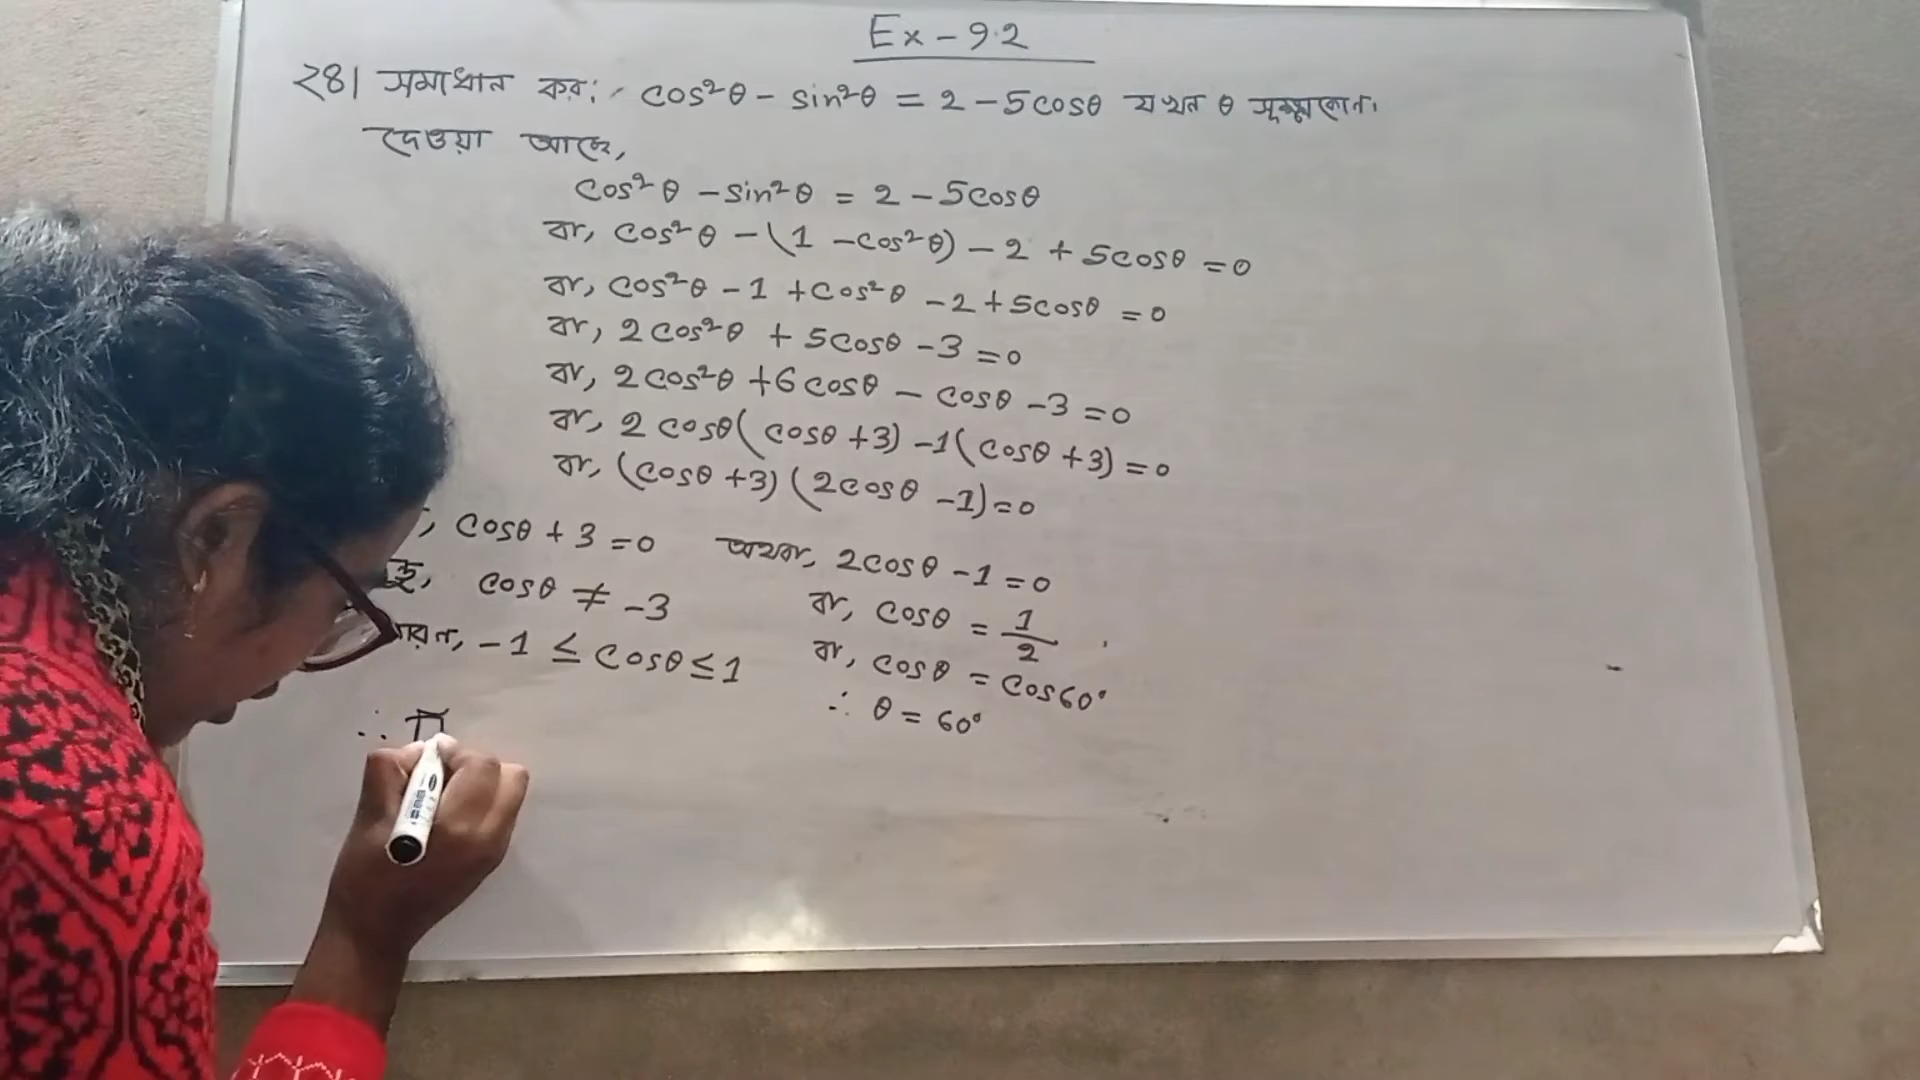 Ex - 9.2
২৪। সমাধান কর: cos²θ - sin²θ = 2 - 5cosθ যখন θ সূক্ষ্মকোণ।
দেওয়া আছে,
cos²θ - sin²θ = 2 - 5cosθ
বা, cos²θ - (1 - cos²θ) - 2 + 5cosθ = 0
বা, cos²θ - 1 + cos²θ - 2 + 5cosθ = 0
বা, 2cos²θ + 5cosθ - 3 = 0
বা, 2cos²θ + 6cosθ - cosθ - 3 = 0
বা, 2cosθ(cosθ + 3) - 1(cosθ + 3) = 0
বা, (cosθ + 3)(2cosθ - 1) = 0
, cosθ + 3 = 0 অথবা, 2cosθ - 1 = 0
cosθ ≠ -3 বা, cosθ = 1/2
-1 ≤ cosθ ≤ 1 বা, cosθ = cos60°
∴ θ = 60°
∴